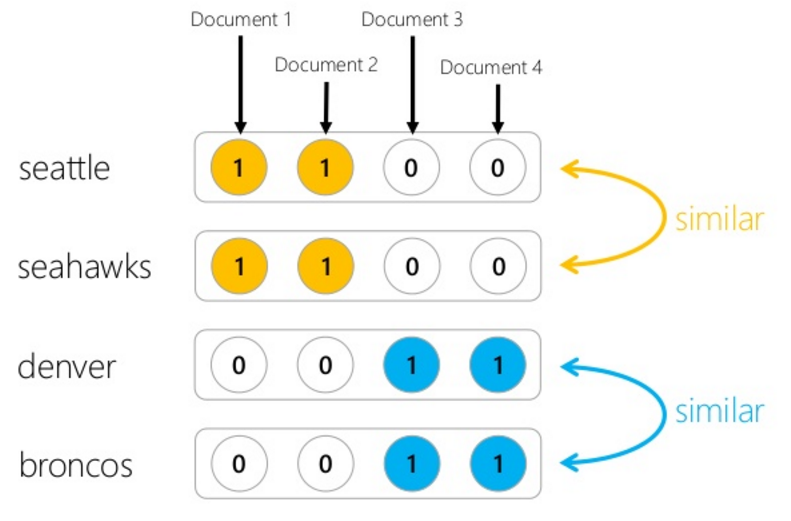 Document 1
Document 3
Document 2
Document 4
seattle 1 1 0 0
similar
seahawks 1 1 0 0
denver 0 0 1 1
similar
broncos 0 0 1 1